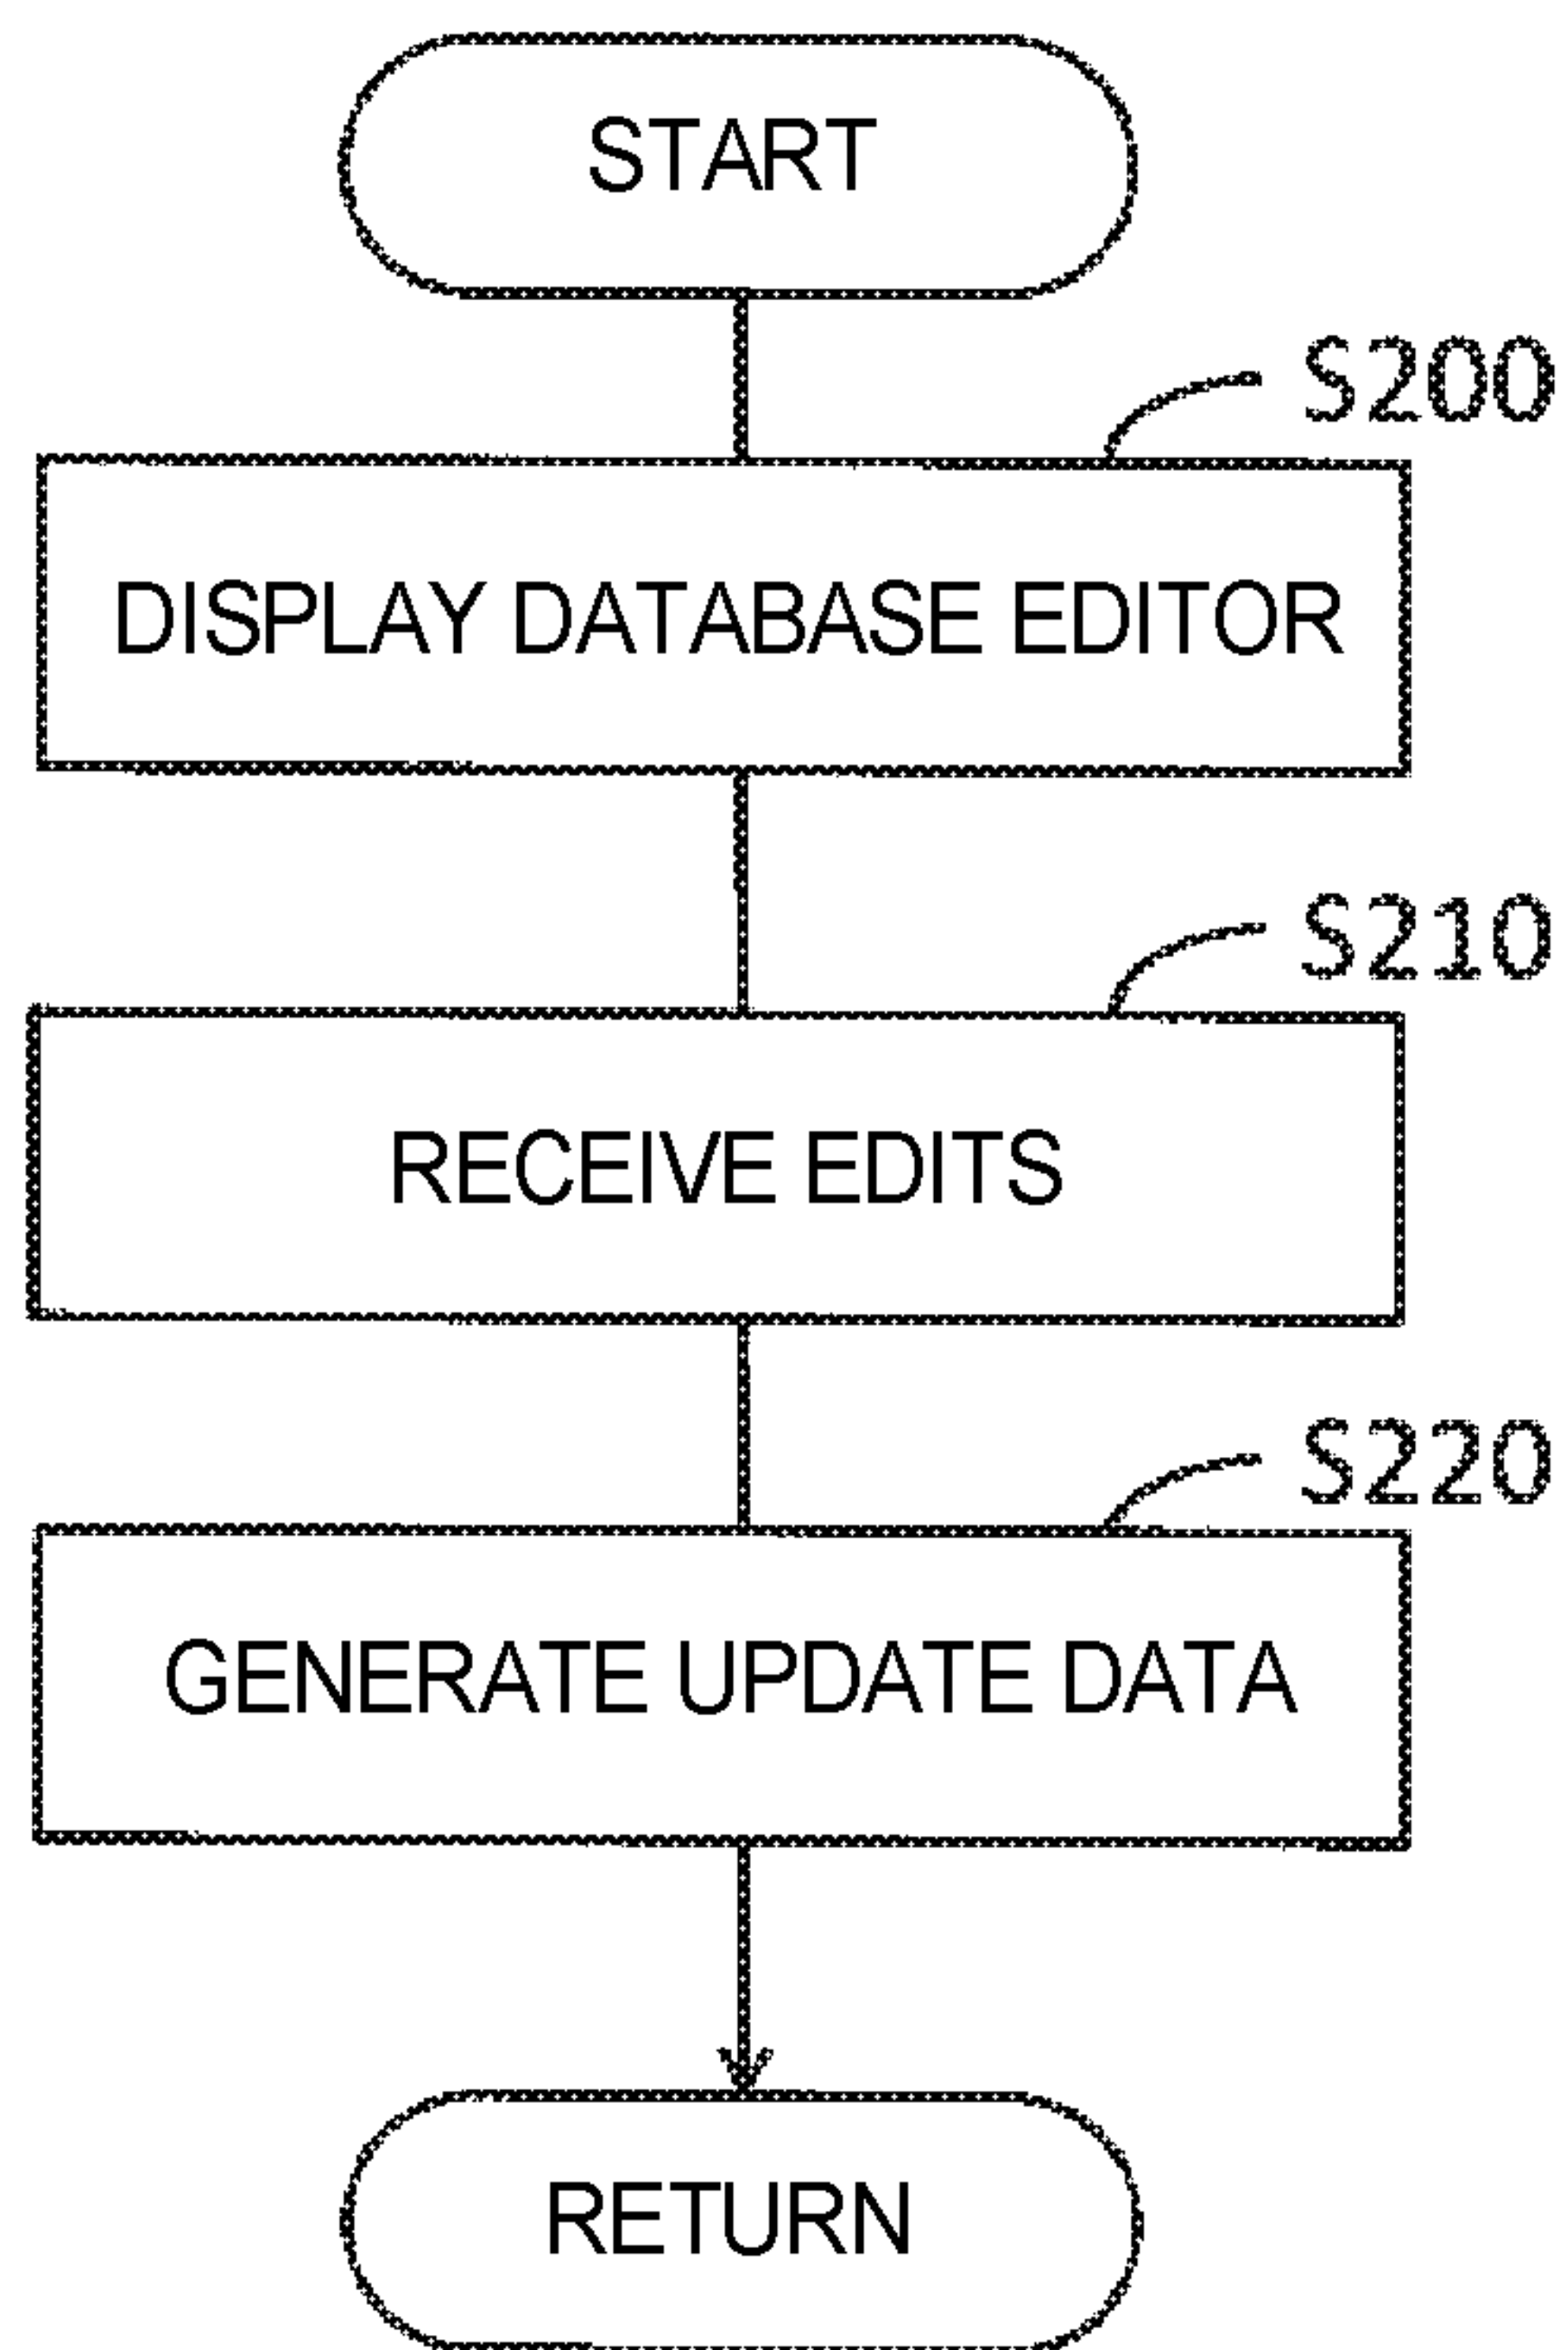 START
S200
DISPLAY DATABASE EDITOR
S210
RECEIVE EDITS
S220
GENERATE UPDATE DATA
RETURN